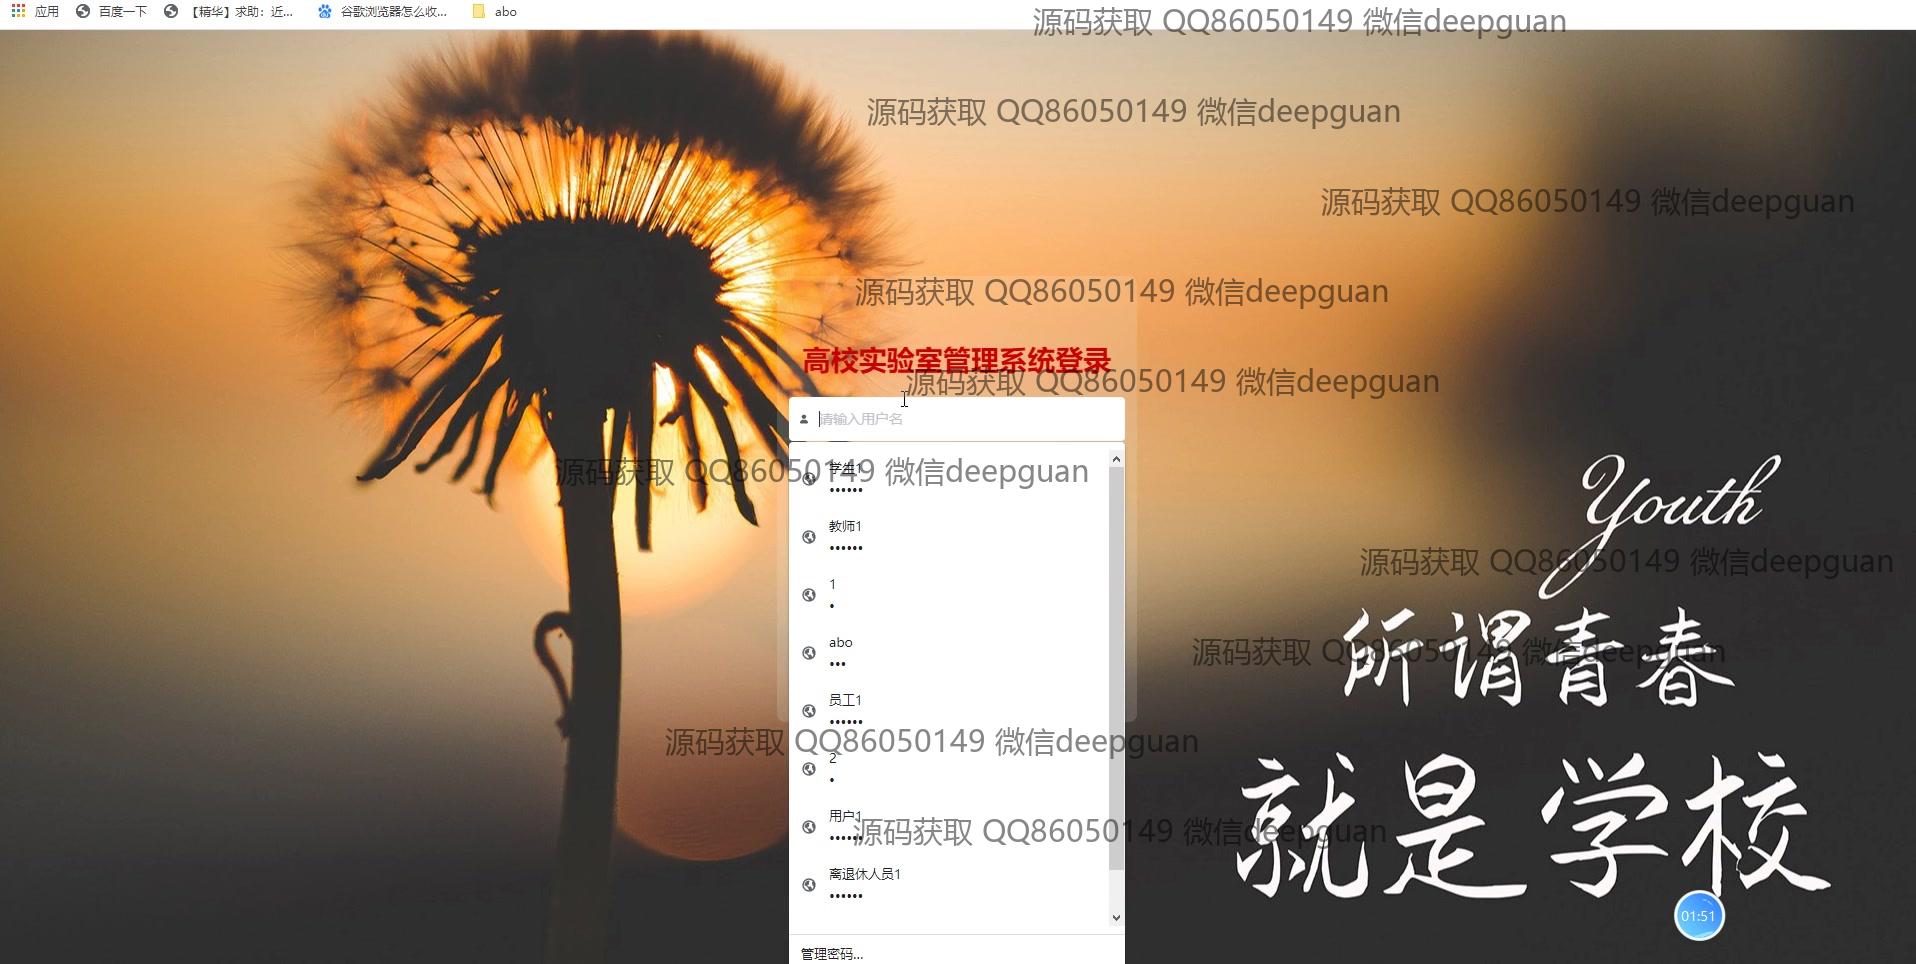 应用 百度一下 【精华】求助：近... 谷歌浏览器怎么收... abo
源码获取 QQ86050149 微信deepguan
源码获取 QQ86050149 微信deepguan
源码获取 QQ86050149 微信deepguan
源码获取 QQ86050149 微信deepguan
高校实验室管理系统登录
源码获取 QQ86050149 微信deepguan
请输入用户名
学生1
••••••
源码获取 QQ86050149 微信deepguan
教师1
••••••
1
•
abo
•••
员工1
••••••
2
•
用户1
••••••
离退休人员1
••••••
管理密码...
Youth
源码获取 QQ86050149 微信deepguan
所谓青春
源码获取 QQ86050149 微信deepguan
源码获取 QQ86050149 微信deepguan
就是学校
源码获取 QQ86050149 微信deepguan
01:51